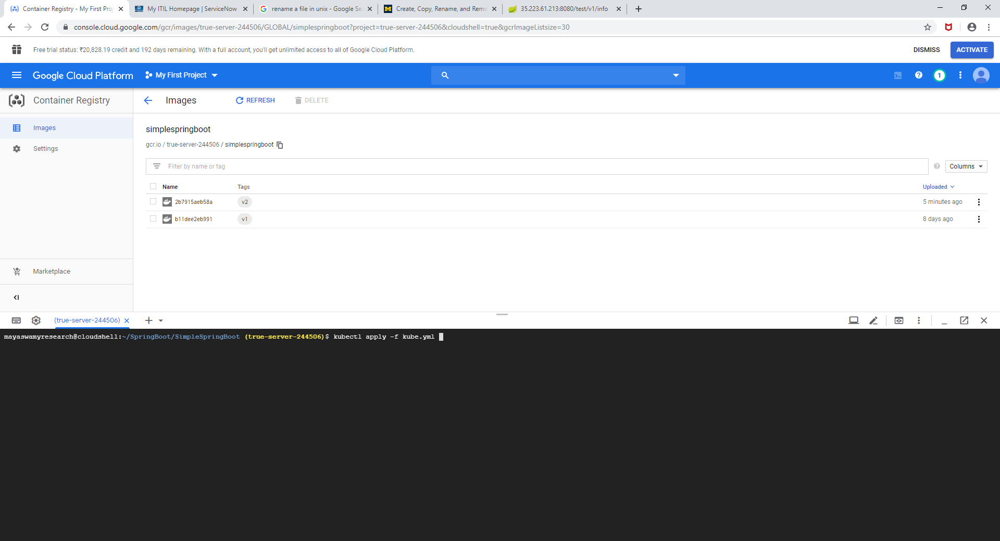 Container Registry - My First Proj
My ITIL Homepage | ServiceNow
rename a file in unix - Google Se
Create, Copy, Rename, and Remo
35.223.61.213:8080/test/v1/info
console.cloud.google.com/gcr/images/true-server-244506/GLOBAL/simplespringboot?project=true-server-244506&cloudshell=true&gcrImageListsize=30
Free trial status: ₹20,828.19 credit and 192 days remaining. With a full account, you'll get unlimited access to all of Google Cloud Platform.
DISMISS
ACTIVATE
Google Cloud Platform
My First Project
1
Container Registry
Images
REFRESH
DELETE
Images
Settings
Marketplace
simplespringboot
gcr.io / true-server-244506 / simplespringboot
Filter by name or tag
Columns
Name Tags Uploaded
2b7915aeb58a v2 5 minutes ago
b11dee2eb991 v1 8 days ago
(true-server-244506)
mayaswamyresearch@cloudshell:~/SpringBoot/SimpleSpringBoot (true-server-244506)$ kubectl apply -f kube.yml